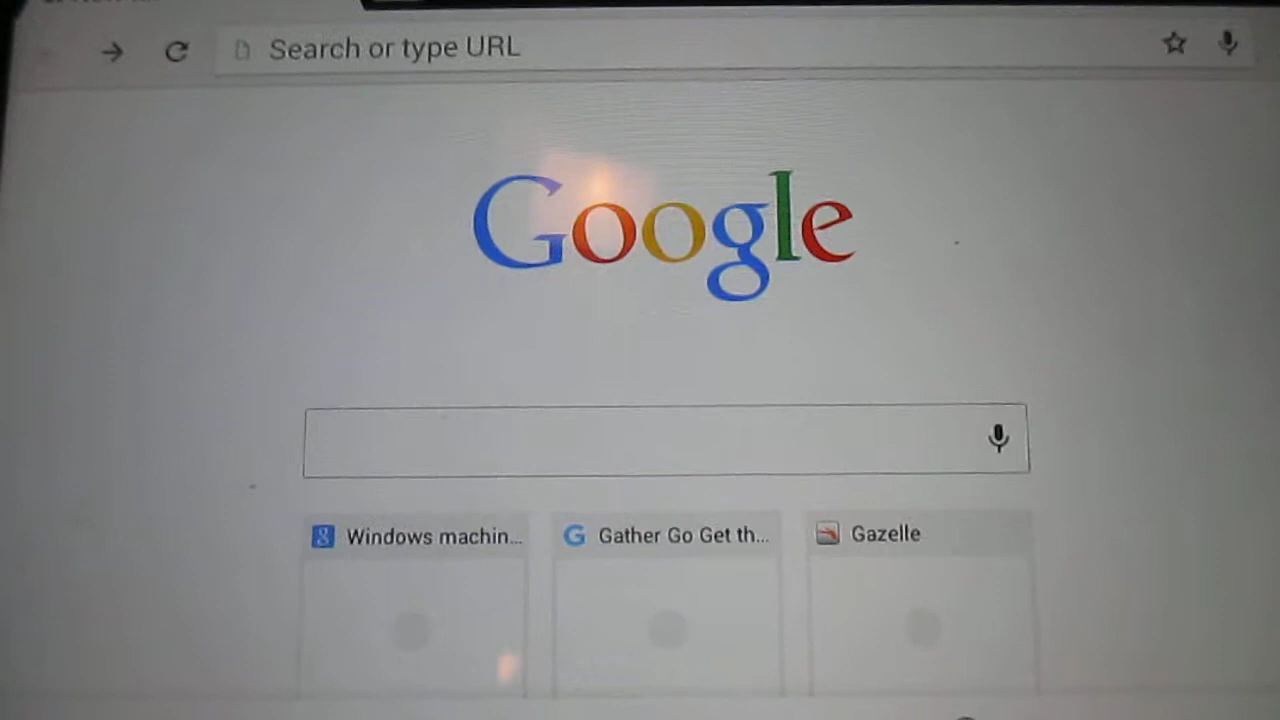 Search or type URL
Google
Windows machin...
Gather Go Get th...
Gazelle